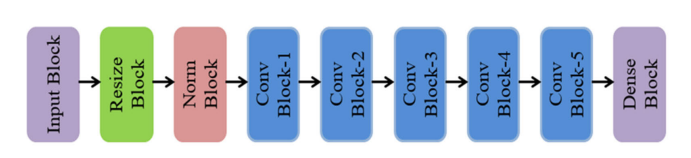 Input Block
Resize
Block
Norm
Block
Conv
Block-1
Conv
Block-2
Conv
Block-3
Conv
Block-4
Conv
Block-5
Dense
Block